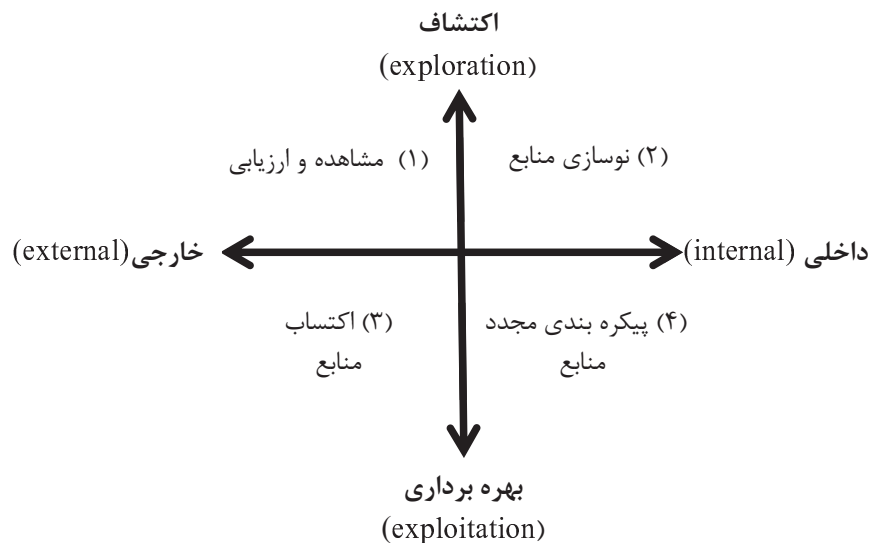 اکتشاف
(exploration)
(۲) نوسازی منابع
(۱) مشاهده و ارزیابی
داخلی (internal)
خارجی(external)
(۴) پیکره بندی مجدد
منابع
(۳) اکتساب
منابع
بهره برداری
(exploitation)